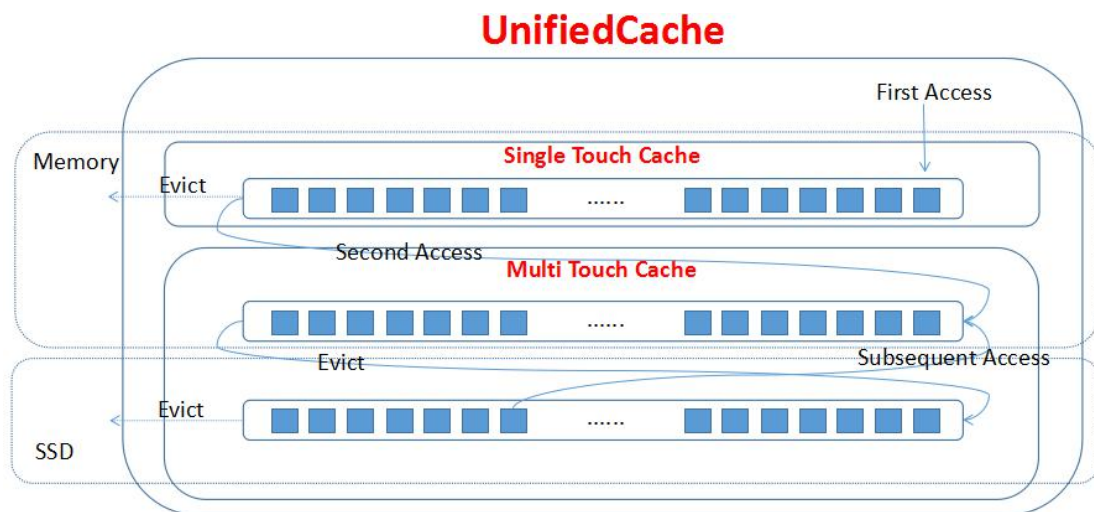 UnifiedCache
First Access
Memory
Single Touch Cache
Evict
......
Second Access
Multi Touch Cache
......
Evict
Subsequent Access
Evict
......
SSD